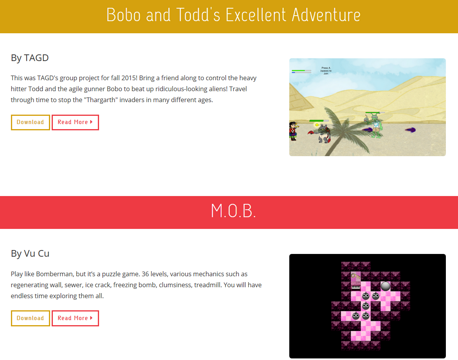 Bobo and Todd's Excellent Adventure
By TAGD
This was TAGD's group project for fall 2015! Bring a friend along to control the heavy
hitter Todd and the agile gunner Bobo to beat up ridiculous-looking aliens! Travel
through time to stop the "Thargarth" invaders in many different ages.
Download Read More
M.O.B.
By Vu Cu
Play like Bomberman, but it's a puzzle game. 36 levels, various mechanics such as
regenerating wall, sewer, ice crack, freezing bomb, clumsiness, treadmill. You will have
endless time exploring them all.
Download Read More